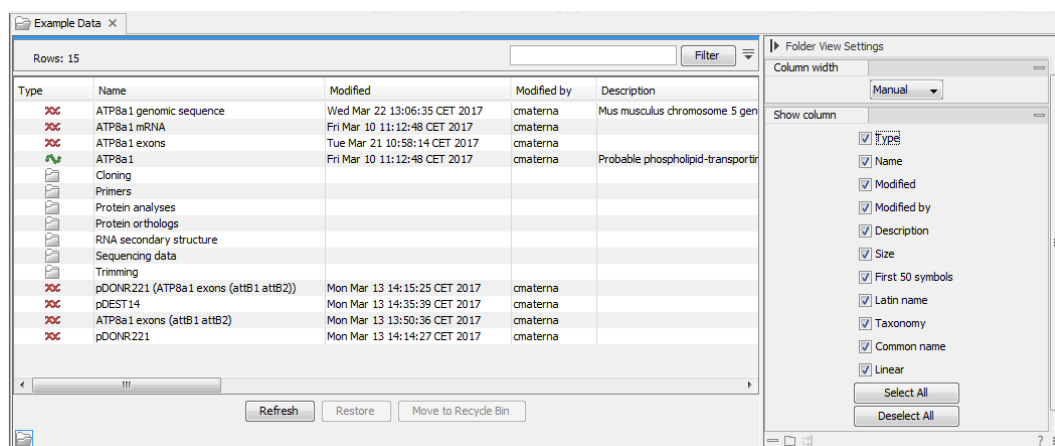 Example Data
Rows: 15
Filter
Type Name Modified Modified by Description
ATP8a1 genomic sequence Wed Mar 22 13:06:35 CET 2017 cmaterna Mus musculus chromosome 5 gen
ATP8a1 mRNA Fri Mar 10 11:12:48 CET 2017 cmaterna
ATP8a1 exons Tue Mar 21 10:58:14 CET 2017 cmaterna
ATP8a1 Fri Mar 10 11:12:48 CET 2017 cmaterna Probable phospholipid-transportin
Cloning
Primers
Protein analyses
Protein orthologs
RNA secondary structure
Sequencing data
Trimming
pDONR221 (ATP8a1 exons (attB1 attB2)) Mon Mar 13 14:15:25 CET 2017 cmaterna
pDEST14 Mon Mar 13 14:35:39 CET 2017 cmaterna
ATP8a1 exons (attB1 attB2) Mon Mar 13 13:50:36 CET 2017 cmaterna
pDONR221 Mon Mar 13 14:14:27 CET 2017 cmaterna
Refresh Restore Move to Recycle Bin
Folder View Settings
Column width
Manual
Show column
Type
Name
Modified
Modified by
Description
Size
First 50 symbols
Latin name
Taxonomy
Common name
Linear
Select All
Deselect All
?